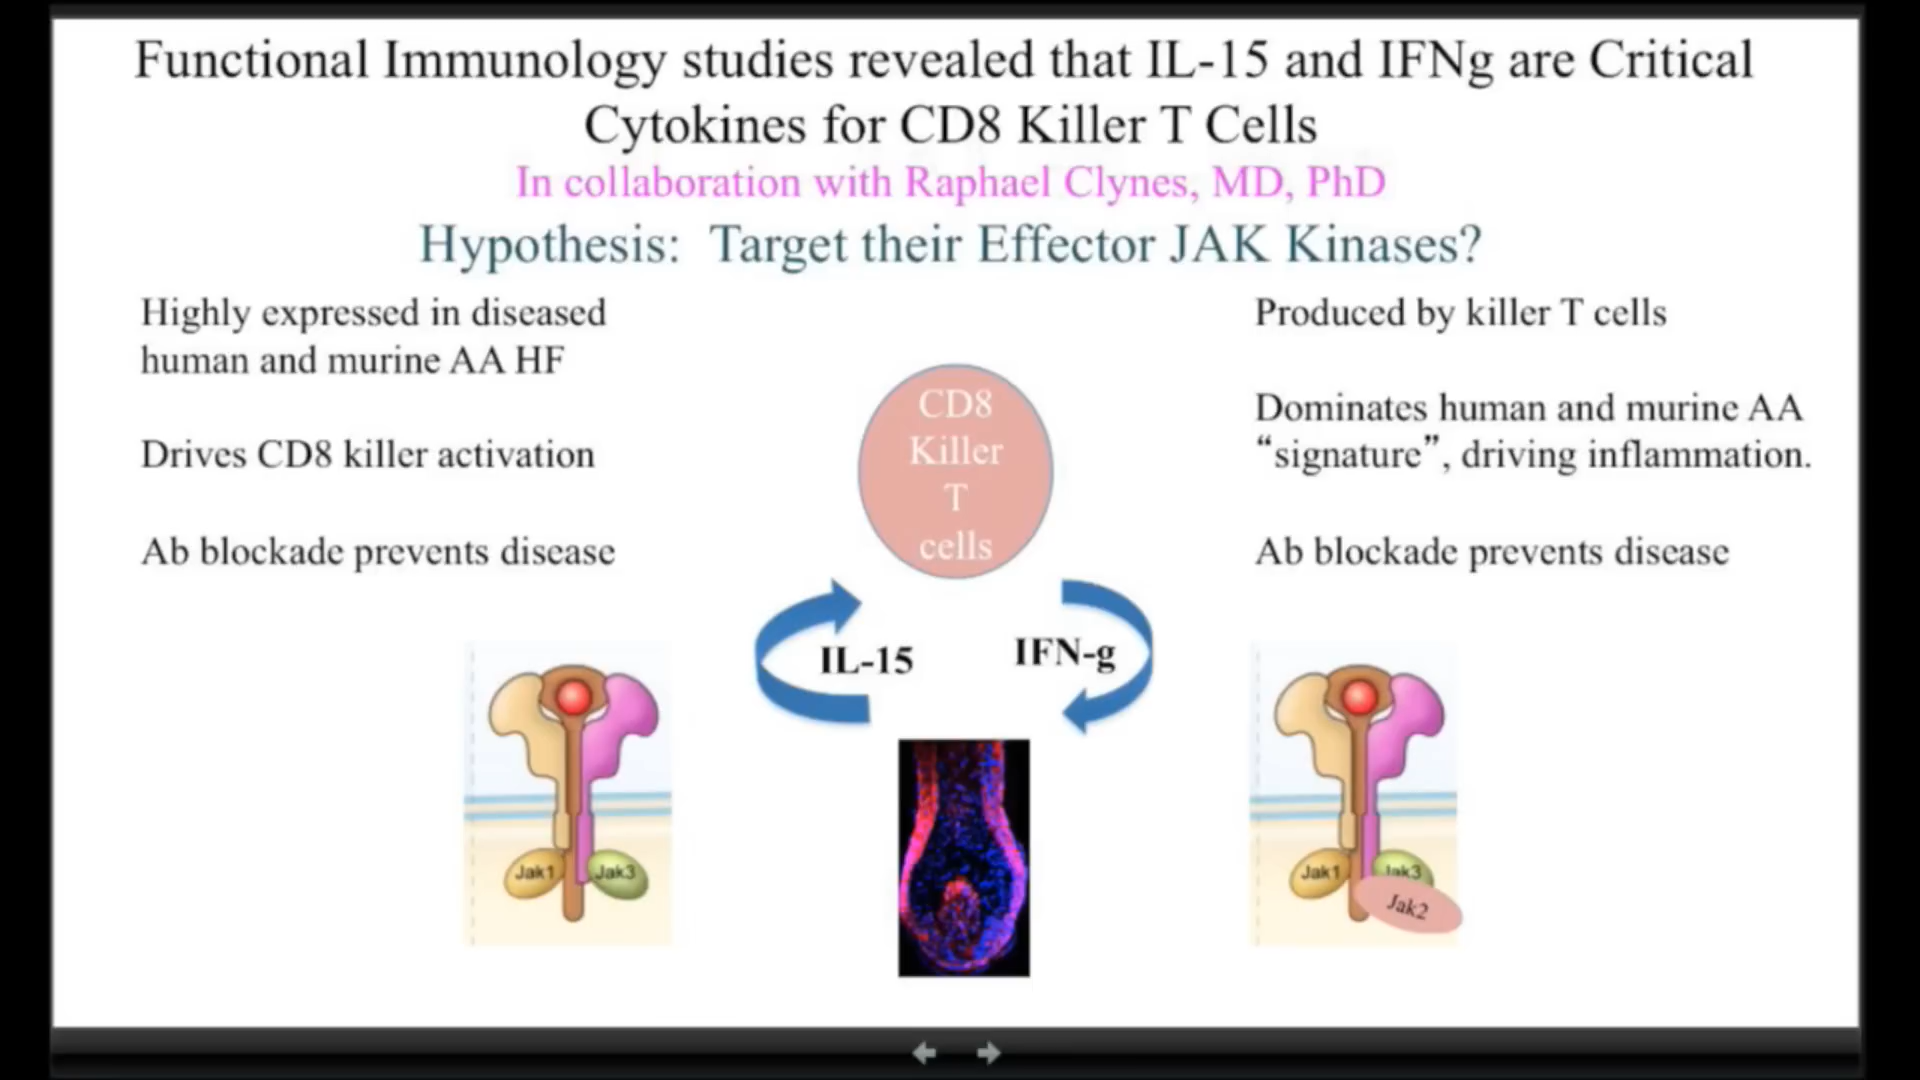 Functional Immunology studies revealed that IL-15 and IFNg are Critical
Cytokines for CD8 Killer T Cells
In collaboration with Raphael Clynes, MD, PhD
Hypothesis: Target their Effector JAK Kinases?
Highly expressed in diseased
human and murine AA HF
Drives CD8 killer activation
Ab blockade prevents disease
CD8
Killer
T
cells
IL-15
IFN-g
Produced by killer T cells
Dominates human and murine AA
“signature”, driving inflammation.
Ab blockade prevents disease
Jak1
Jak3
Jak1
Jak3
Jak2